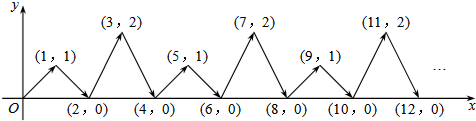 y
(3, 2) (7, 2) (11, 2)
(1, 1) (5, 1) (9, 1)
...
O (2, 0) (4, 0) (6, 0) (8, 0) (10, 0) (12, 0) x